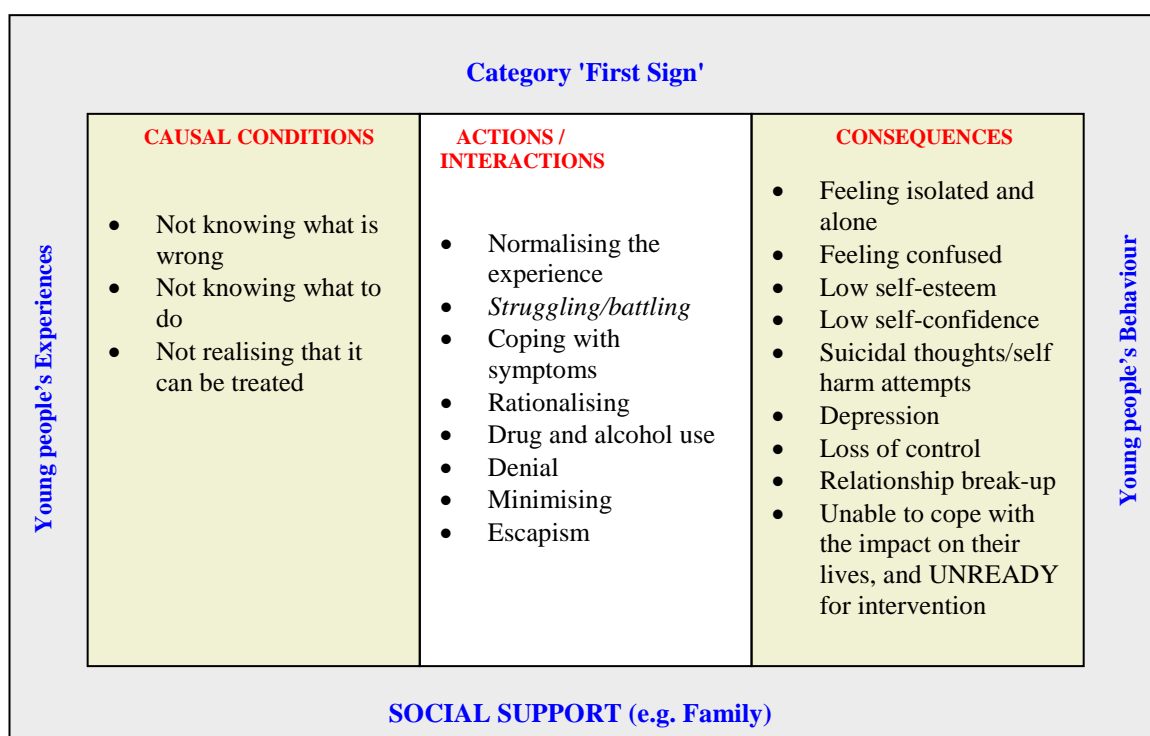 Category 'First Sign'
Young people's Experiences
CAUSAL CONDITIONS
• Not knowing what is
wrong
• Not knowing what to
do
• Not realising that it
can be treated
ACTIONS /
INTERACTIONS
• Normalising the
experience
• Struggling/battling
• Coping with
symptoms
• Rationalising
• Drug and alcohol use
• Denial
• Minimising
• Escapism
CONSEQUENCES
• Feeling isolated and
alone
• Feeling confused
• Low self-esteem
• Low self-confidence
• Suicidal thoughts/self
harm attempts
• Depression
• Loss of control
• Relationship break-up
• Unable to cope with
the impact on their
lives, and UNREADY
for intervention
Young people’s Behaviour
SOCIAL SUPPORT (e.g. Family)